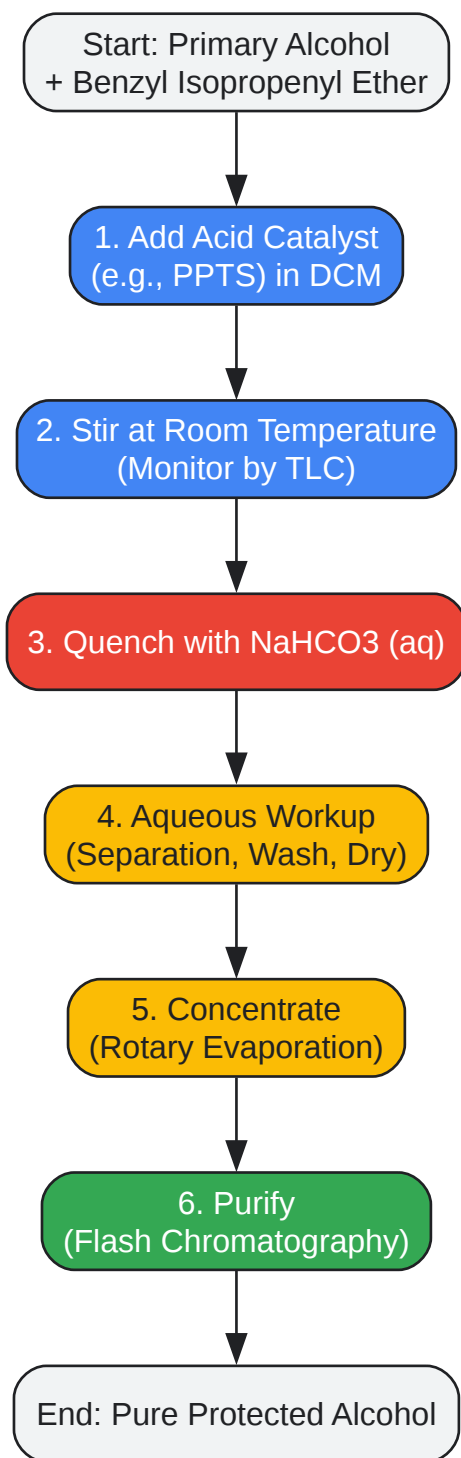 Start: Primary Alcohol
+ Benzyl Isopropenyl Ether
1. Add Acid Catalyst
(e.g., PPTS) in DCM
2. Stir at Room Temperature
(Monitor by TLC)
3. Quench with NaHCO3 (aq)
4. Aqueous Workup
(Separation, Wash, Dry)
5. Concentrate
(Rotary Evaporation)
6. Purify
(Flash Chromatography)
End: Pure Protected Alcohol